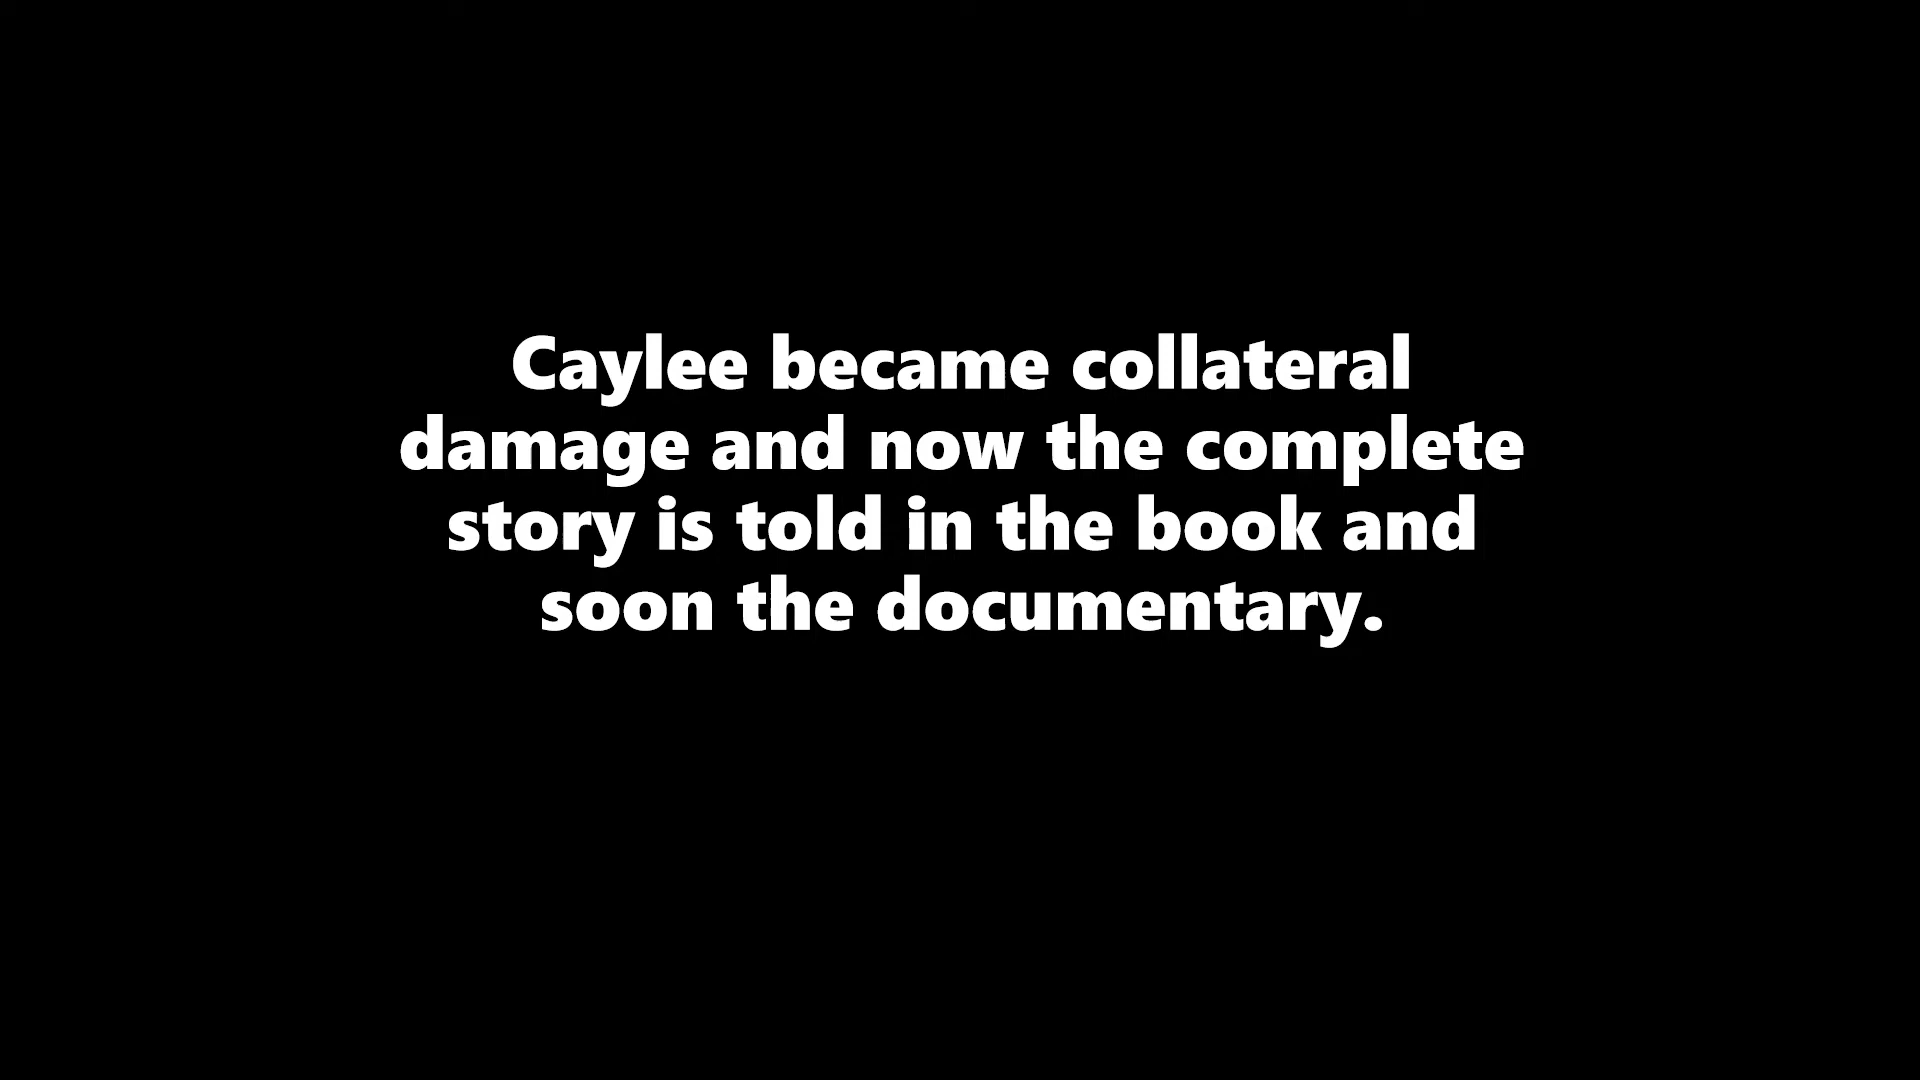 Caylee became collateral
damage and now the complete
story is told in the book and
soon the documentary.